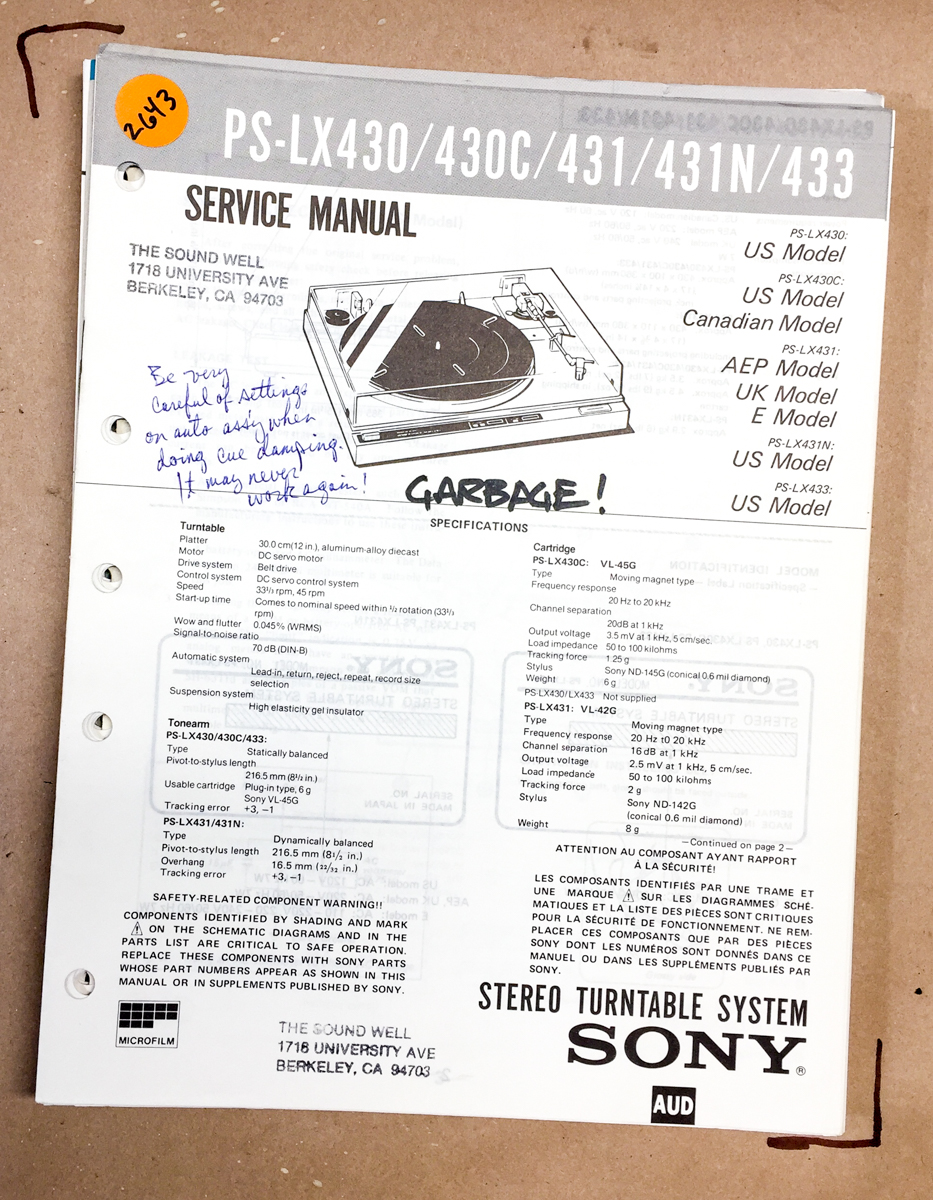 2643
PS-LX430/430C/431/431N/433
SERVICE MANUAL
THE SOUND WELL
1718 UNIVERSITY AVE
BERKELEY, CA 94703
PS-LX430:
US Model
PS-LX430C:
US Model
Canadian Model
PS-LX431:
AEP Model
UK Model
E Model
PS-LX431N:
US Model
PS-LX433:
US Model
Be very
careful of settings
on auto ass'y when
doing cue damping.
It may never
work again!
GARBAGE!
SPECIFICATIONS
Turntable
Platter 30.0 cm (12 in.), aluminum-alloy diecast
Motor DC servo motor
Drive system Belt drive
Control system DC servo control system
Speed 33 1/3 rpm, 45 rpm
Start-up time Comes to nominal speed within 1/2 rotation (33 1/3
rpm)
Wow and flutter 0.045% (WRMS)
Signal-to-noise ratio
70 dB (DIN-B)
Automatic system
Lead-in, return, reject, repeat, record size
selection
Suspension system
High elasticity gel insulator
Tonearm
PS-LX430/430C/433:
Type Statically balanced
Pivot-to-stylus length
216.5 mm (8 1/2 in.)
Usable cartridge Plug-in type, 6 g
Sony VL-45G
Tracking error +3, −1
PS-LX431/431N:
Type Dynamically balanced
Pivot-to-stylus length 216.5 mm (8 1/2 in.)
Overhang 16.5 mm (22/32 in.)
Tracking error +3, −1
SAFETY-RELATED COMPONENT WARNING!!
COMPONENTS IDENTIFIED BY SHADING AND MARK
⚠ ON THE SCHEMATIC DIAGRAMS AND IN THE
PARTS LIST ARE CRITICAL TO SAFE OPERATION.
REPLACE THESE COMPONENTS WITH SONY PARTS
WHOSE PART NUMBERS APPEAR AS SHOWN IN THIS
MANUAL OR IN SUPPLEMENTS PUBLISHED BY SONY.
Cartridge
PS-LX430C: VL-45G
Type Moving magnet type
Frequency response
20 Hz to 20 kHz
Channel separation
20dB at 1 kHz
Output voltage 3.5 mV at 1 kHz, 5 cm/sec.
Load impedance 50 to 100 kilohms
Tracking force 1.25 g
Stylus Sony ND-145G (conical 0.6 mil diamond)
Weight 6 g
PS-LX430/LX433 Not supplied
PS-LX431: VL-42G
Type Moving magnet type
Frequency response 20 Hz t0 20 kHz
Channel separation 16 dB at 1 kHz
Output voltage 2.5 mV at 1 kHz, 5 cm/sec.
Load impedance 50 to 100 kilohms
Tracking force 2 g
Stylus Sony ND-142G
(conical 0.6 mil diamond)
Weight 8 g
—Continued on page 2—
ATTENTION AU COMPOSANT AYANT RAPPORT
À LA SÉCURITÉ!
LES COMPOSANTS IDENTIFIÉS PAR UNE TRAME ET
UNE MARQUE ⚠ SUR LES DIAGRAMMES SCHÉ-
MATIQUES ET LA LISTE DES PIÈCES SONT CRITIQUES
POUR LA SÉCURITÉ DE FONCTIONNEMENT. NE REM-
PLACER CES COMPOSANTS QUE PAR DES PIÈCES
SONY DONT LES NUMÉROS SONT DONNÉS DANS CE
MANUEL OU DANS LES SUPPLÉMENTS PUBLIÉS PAR
SONY.
MICROFILM
THE SOUND WELL
1718 UNIVERSITY AVE
BERKELEY, CA 94703
STEREO TURNTABLE SYSTEM
SONY®
AUD